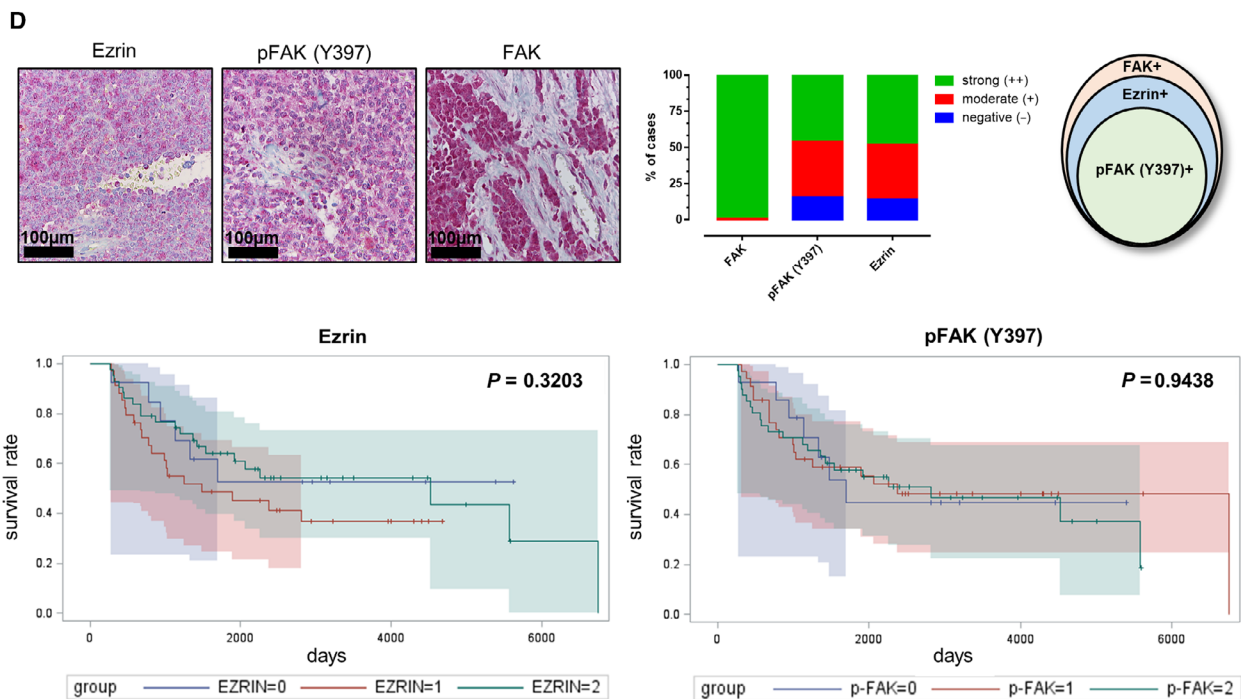 D
Ezrin
pFAK (Y397)
FAK
100µm
100µm
100µm
% of cases
100
75
50
25
0
FAK
pFAK (Y397)
Ezrin
strong (++)
moderate (+)
negative (−)
FAK+
Ezrin+
pFAK (Y397)+
Ezrin
P = 0.3203
survival rate
1.0
0.8
0.6
0.4
0.2
0.0
0
2000
4000
6000
days
group EZRIN=0 EZRIN=1 EZRIN=2
pFAK (Y397)
P = 0.9438
survival rate
1.0
0.8
0.6
0.4
0.2
0.0
0
2000
4000
6000
days
group p-FAK=0 p-FAK=1 p-FAK=2